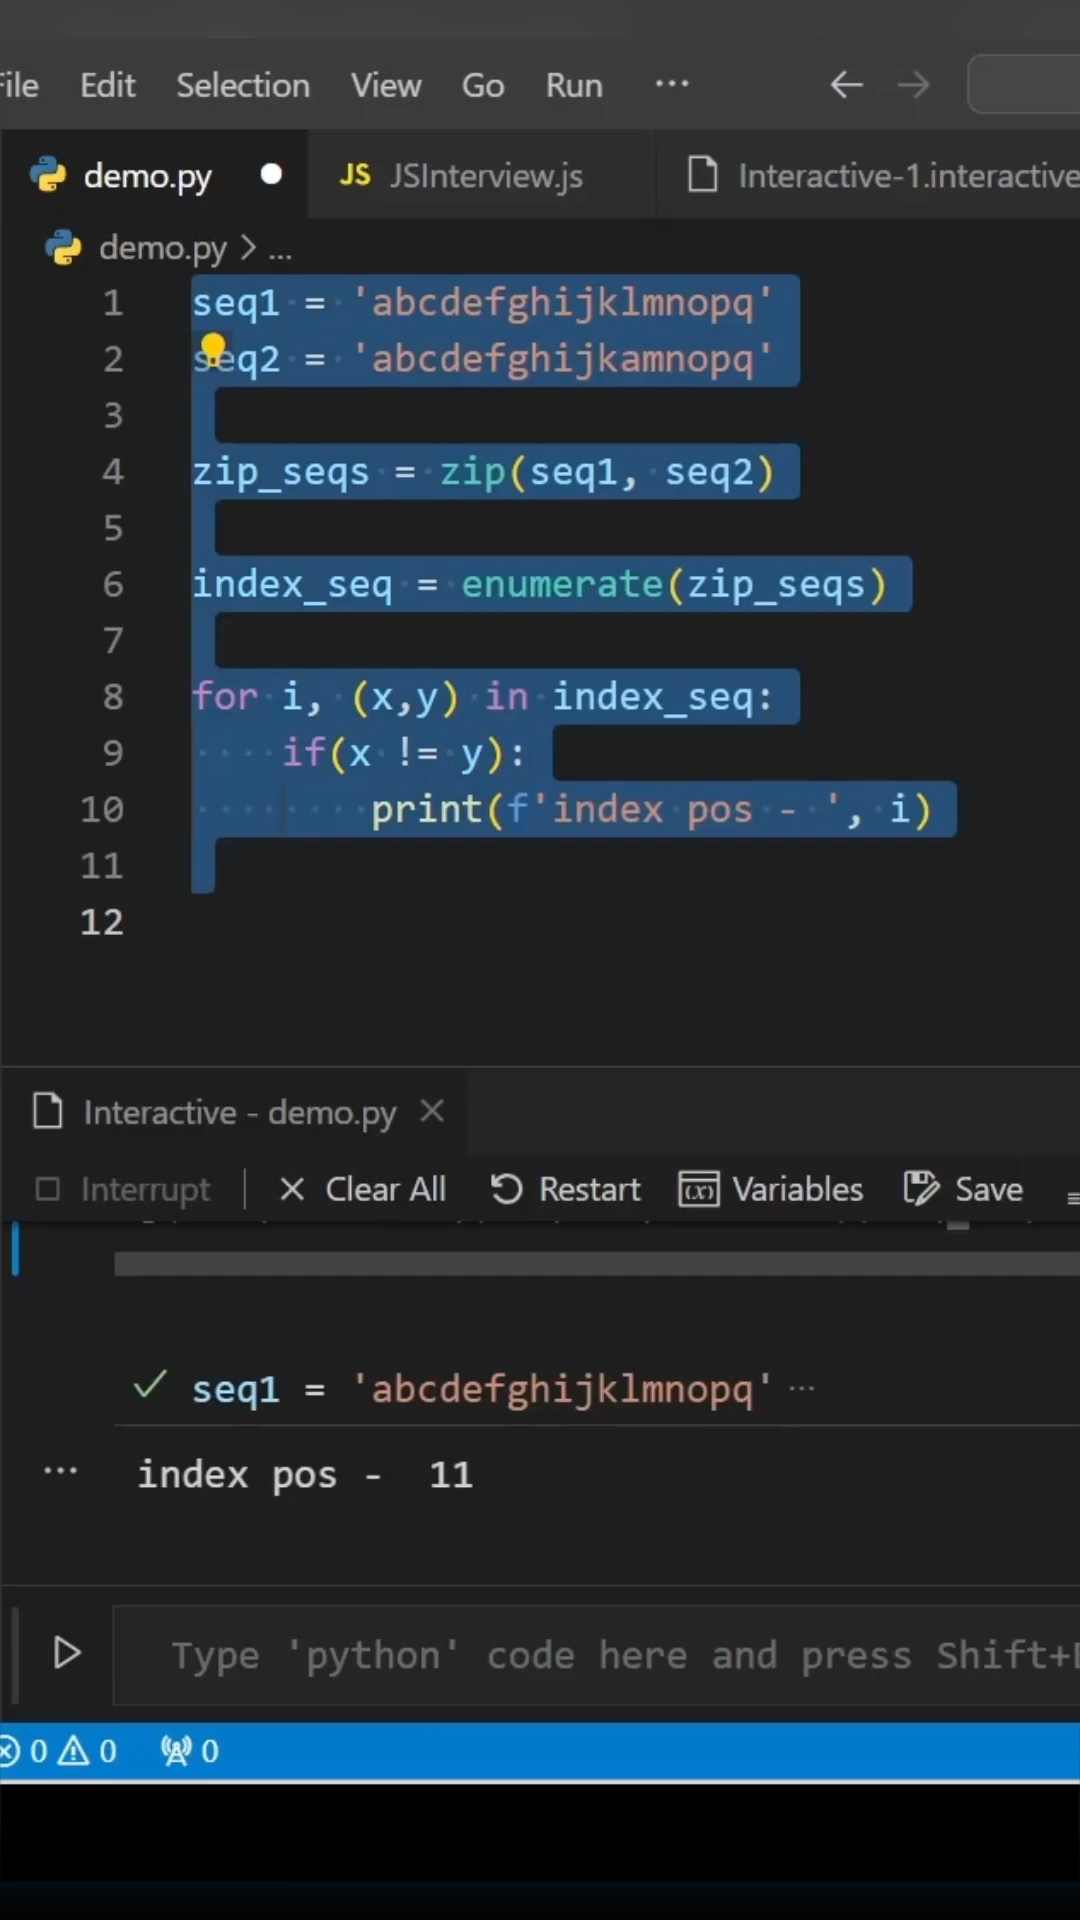 File Edit Selection View Go Run ...
demo.py JS JSInterview.js Interactive-1.interactive
demo.py > ...
1 seq1 = 'abcdefghijklmnopq'
2 seq2 = 'abcdefghijkamnopq'
3
4 zip_seqs = zip(seq1, seq2)
5
6 index_seq = enumerate(zip_seqs)
7
8 for i, (x,y) in index_seq:
9 if(x != y):
10 print(f'index pos - ', i)
11
12
Interactive - demo.py
Interrupt Clear All Restart (x) Variables Save
seq1 = 'abcdefghijklmnopq' ...
... index pos -  11
Type 'python' code here and press Shift+
0 0 0